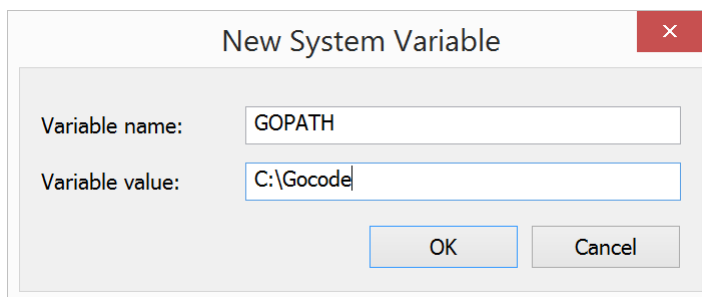 New System Variable
Variable name: GOPATH
Variable value: C:\Gocode
OK Cancel